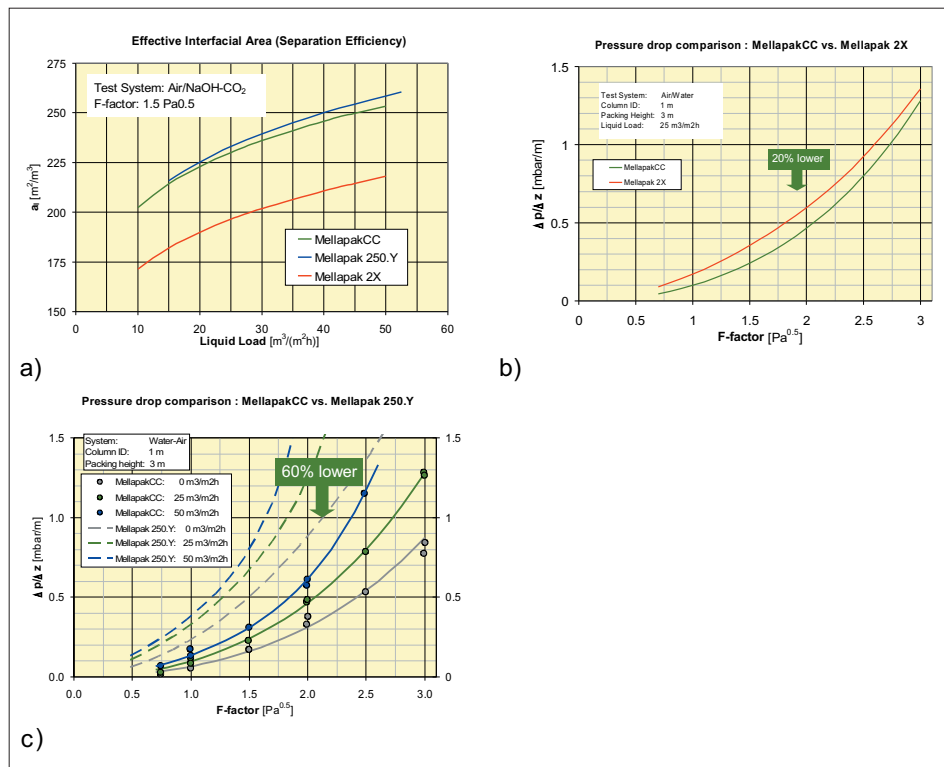 Effective Interfacial Area (Separation Efficiency)
275
250
225
200
175
150
aᵢ [m²/m³]
Test System: Air/NaOH-CO₂
F-factor: 1.5 Pa0.5
MellapakCC
Mellapak 250.Y
Mellapak 2X
0 10 20 30 40 50 60
Liquid Load [m³/(m²h]
a)
Pressure drop comparison : MellapakCC vs. Mellapak 2X
1.5
1
0.5
0
Δ p/Δ z [mbar/m]
Test System: Air/Water
Column ID: 1 m
Packing Height: 3 m
Liquid Load: 25 m3/m2h
20% lower
MellapakCC
Mellapak 2X
0 0.5 1 1.5 2 2.5 3
F-factor [Pa⁰·⁵]
b)
Pressure drop comparison : MellapakCC vs. Mellapak 250.Y
1.5
1.0
0.5
0.0
Δ p/Δ z [mbar/m]
System: Water-Air
Column ID: 1 m
Packing height: 3 m
MellapakCC: 0 m3/m2h
MellapakCC: 25 m3/m2h
MellapakCC: 50 m3/m2h
Mellapak 250.Y: 0 m3/m2h
Mellapak 250.Y: 25 m3/m2h
Mellapak 250.Y: 50 m3/m2h
60% lower
1.5
1
0.5
0
0.0 0.5 1.0 1.5 2.0 2.5 3.0
F-factor [Pa⁰·⁵]
c)